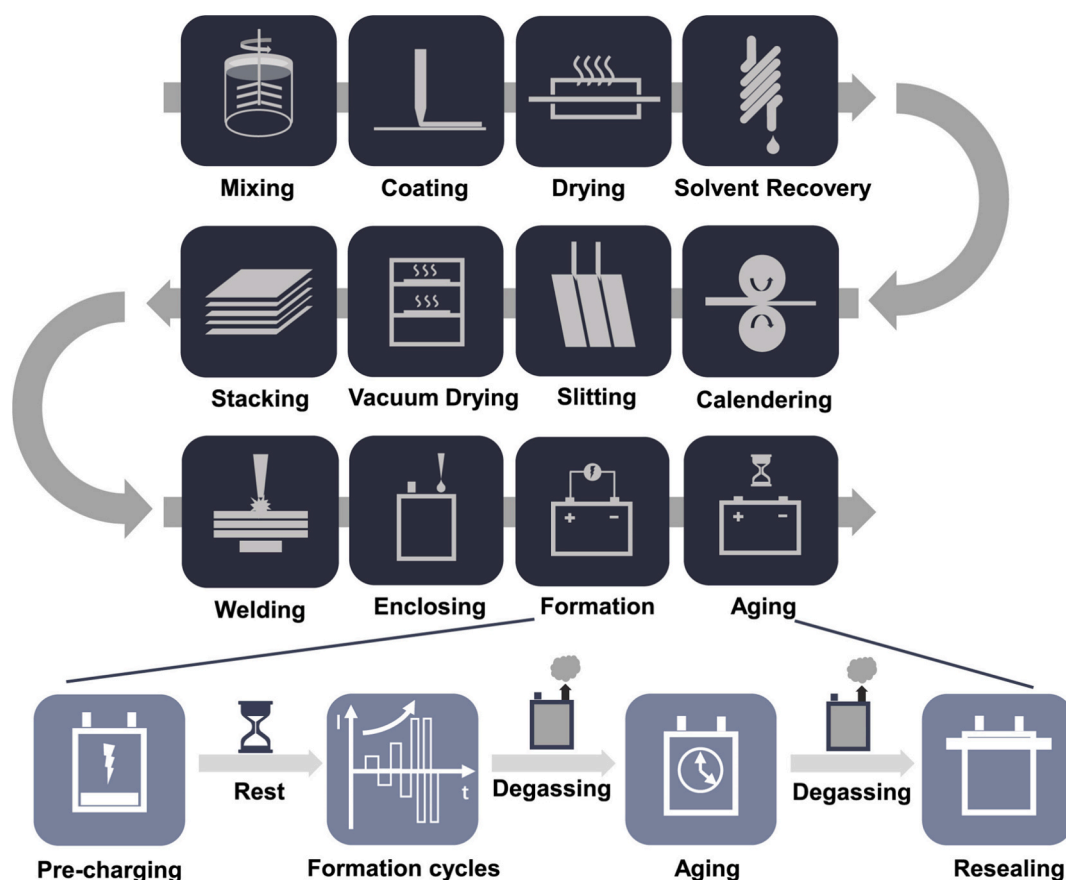 Mixing
Coating
Drying
Solvent Recovery
Stacking
Vacuum Drying
Slitting
Calendering
Welding
Enclosing
Formation
Aging
I
t
Rest
Degassing
Degassing
Pre-charging
Formation cycles
Aging
Resealing